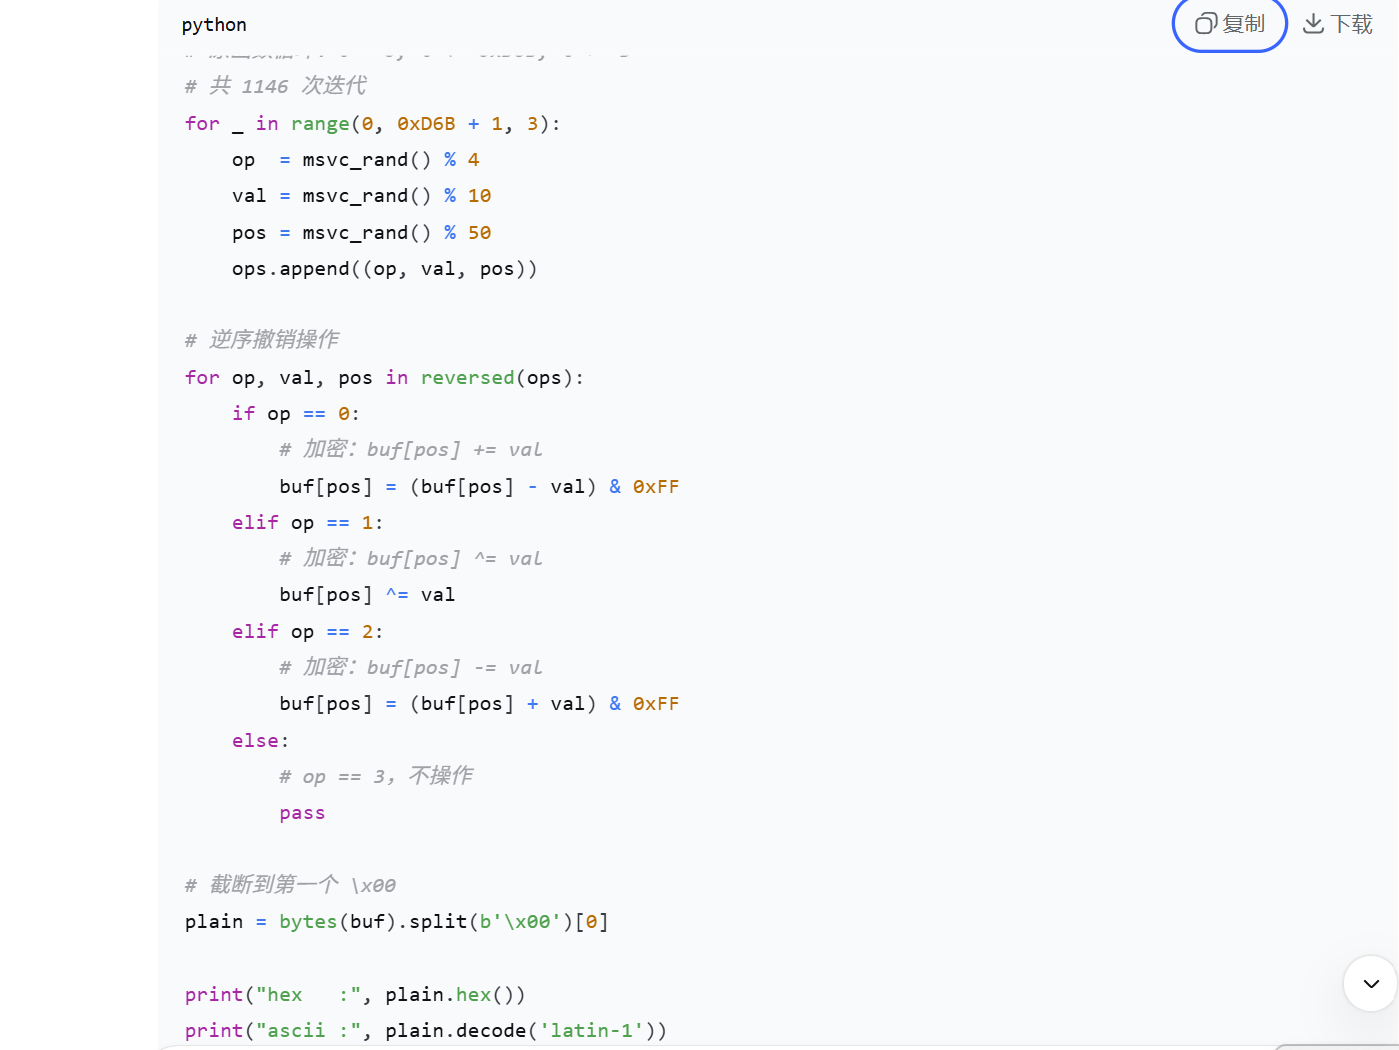 python 复制 下载
# 共 1146 次迭代
for _ in range(0, 0xD6B + 1, 3):
    op  = msvc_rand() % 4
    val = msvc_rand() % 10
    pos = msvc_rand() % 50
    ops.append((op, val, pos))
# 逆序撤销操作
for op, val, pos in reversed(ops):
    if op == 0:
        # 加密：buf[pos] += val
        buf[pos] = (buf[pos] - val) & 0xFF
    elif op == 1:
        # 加密：buf[pos] ^= val
        buf[pos] ^= val
    elif op == 2:
        # 加密：buf[pos] -= val
        buf[pos] = (buf[pos] + val) & 0xFF
    else:
        # op == 3，不操作
        pass
# 截断到第一个 \x00
plain = bytes(buf).split(b'\x00')[0]
print("hex   :", plain.hex())
print("ascii :", plain.decode('latin-1'))